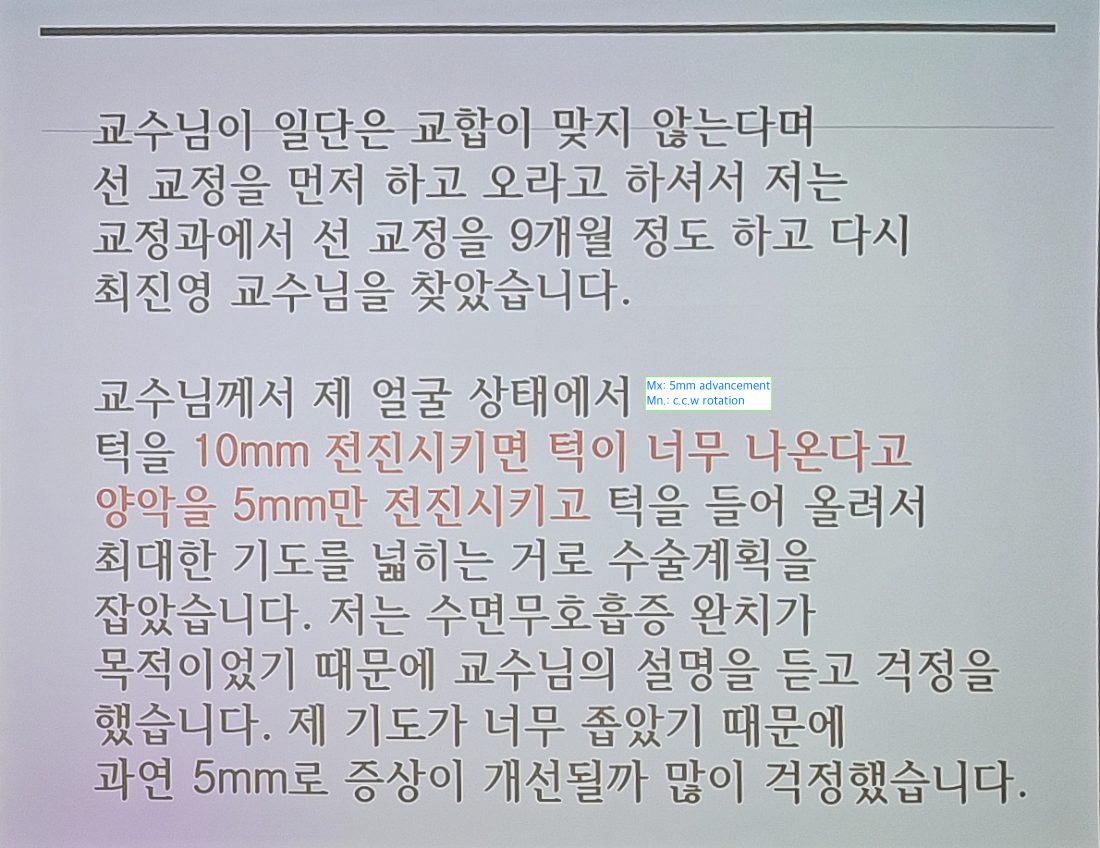 교수님이 일단은 교합이 맞지 않는다며
선 교정을 먼저 하고 오라고 하셔서 저는
교정과에서 선 교정을 9개월 정도 하고 다시
최진영 교수님을 찾았습니다.
교수님께서 제 얼굴 상태에서
Mx: 5mm advancement
Mn.: c.c.w rotation
턱을 10mm 전진시키면 턱이 너무 나온다고
양악을 5mm만 전진시키고 턱을 들어 올려서
최대한 기도를 넓히는 거로 수술계획을
잡았습니다. 저는 수면무호흡증 완치가
목적이었기 때문에 교수님의 설명을 듣고 걱정을
했습니다. 제 기도가 너무 좁았기 때문에
과연 5mm로 증상이 개선될까 많이 걱정했습니다.